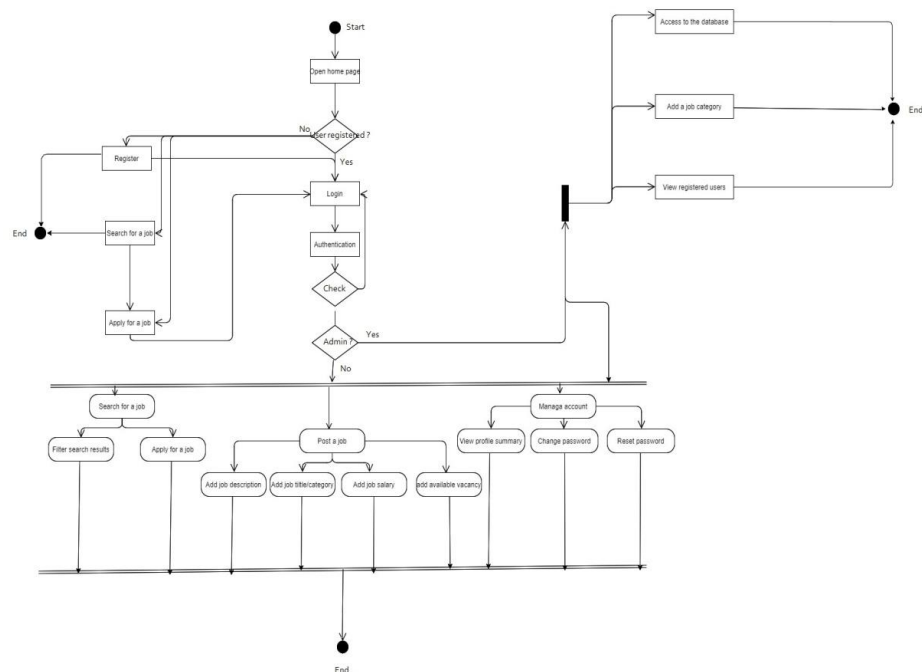 Start
Access to the database
Open home page
Add a job category
End
No
User registered ?
Register
Yes
View registered users
Login
End
Search for a job
Authentication
Check
Apply for a job
Yes
Admin ?
No
Search for a job
Managa account
Filter search results
Apply for a job
Post a job
View profile summary
Change password
Reset password
Add job description
Add job title/category
Add job salary
add available vacancy
End